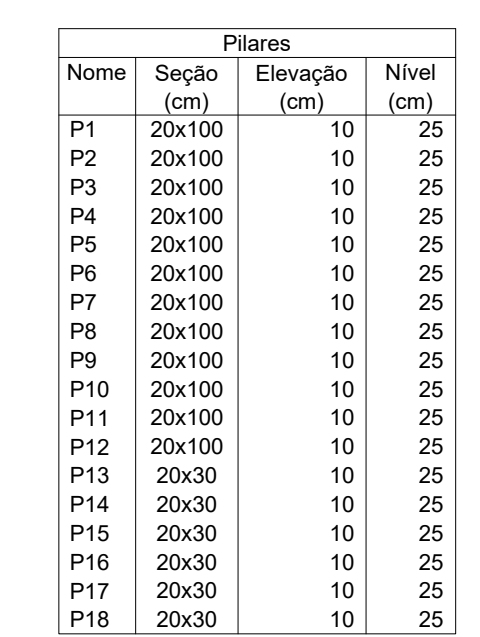 Pilares
Nome Seção Elevação Nível
(cm) (cm) (cm)
P1 20x100 10 25
P2 20x100 10 25
P3 20x100 10 25
P4 20x100 10 25
P5 20x100 10 25
P6 20x100 10 25
P7 20x100 10 25
P8 20x100 10 25
P9 20x100 10 25
P10 20x100 10 25
P11 20x100 10 25
P12 20x100 10 25
P13 20x30 10 25
P14 20x30 10 25
P15 20x30 10 25
P16 20x30 10 25
P17 20x30 10 25
P18 20x30 10 25